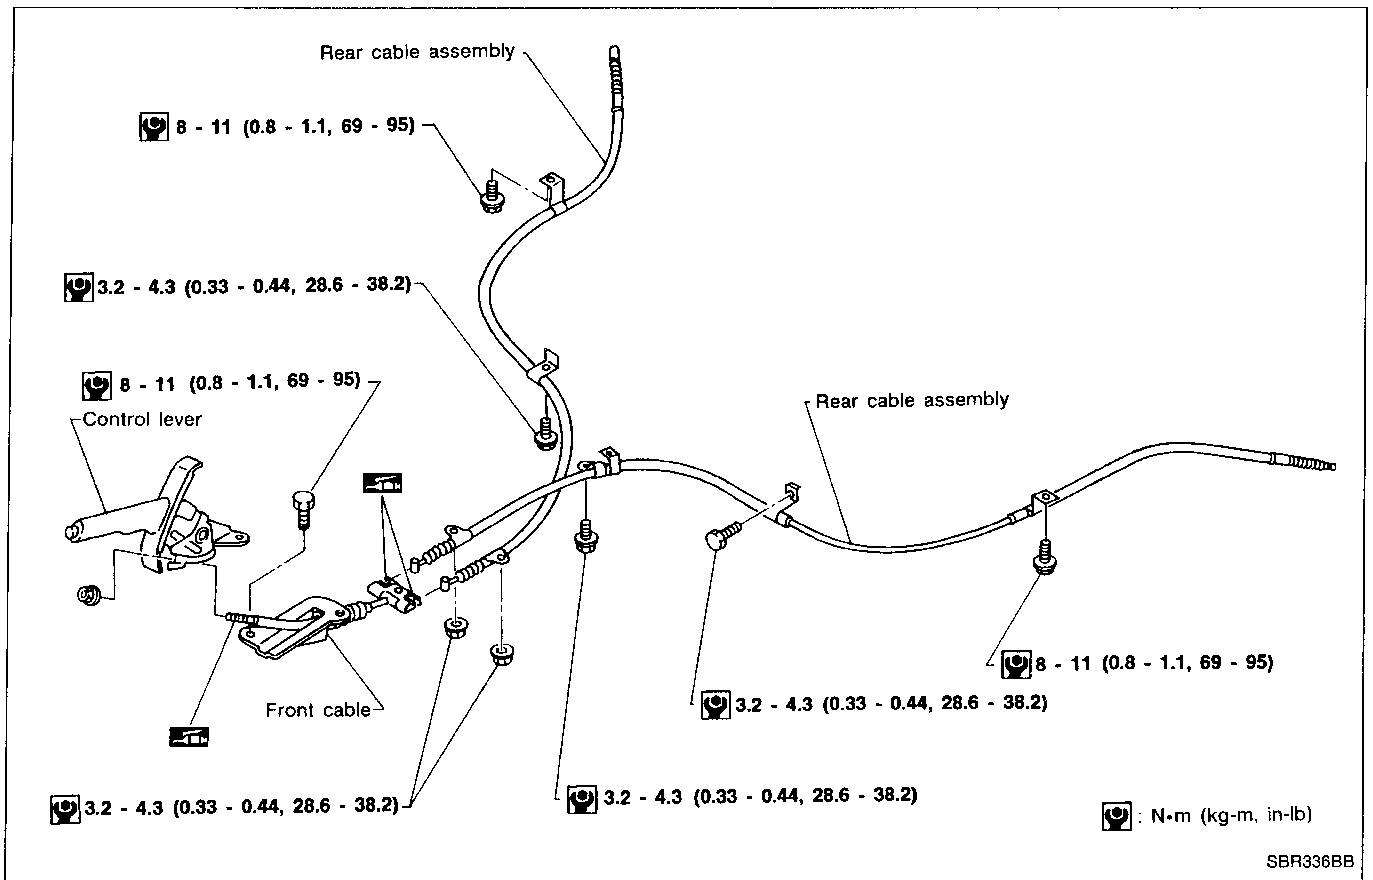 Rear cable assembly
8 - 11 (0.8 - 1.1, 69 - 95)
3.2 - 4.3 (0.33 - 0.44, 28.6 - 38.2)
8 - 11 (0.8 - 1.1, 69 - 95)
Control lever
Rear cable assembly
8 - 11 (0.8 - 1.1, 69 - 95)
3.2 - 4.3 (0.33 - 0.44, 28.6 - 38.2)
Front cable
3.2 - 4.3 (0.33 - 0.44, 28.6 - 38.2)
3.2 - 4.3 (0.33 - 0.44, 28.6 - 38.2)
: N•m (kg-m, in-lb)
SBR336BB